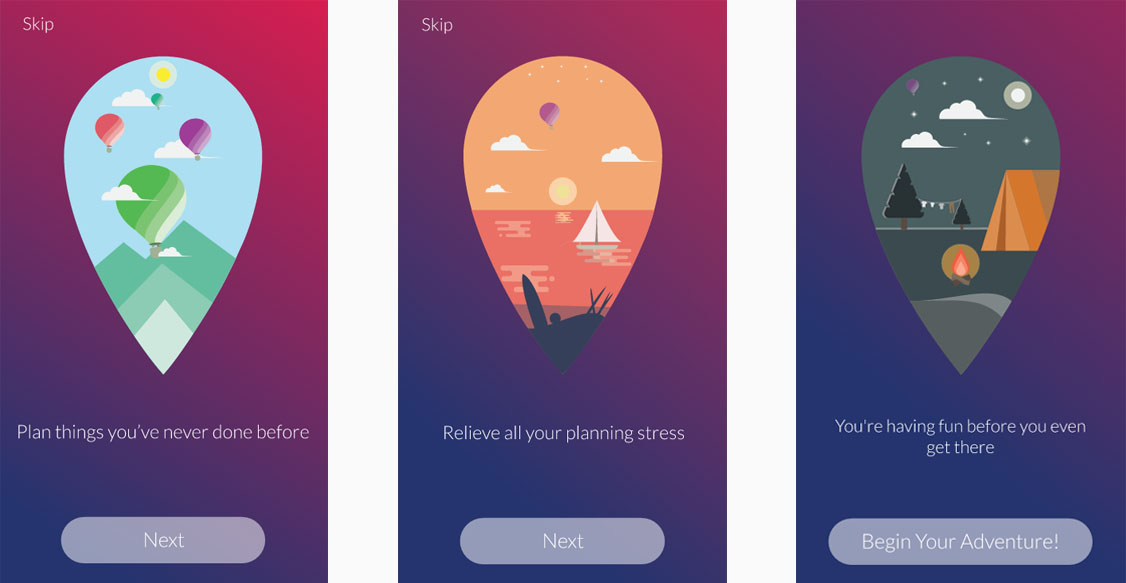 Skip
Plan things you've never done before
Next
Skip
Relieve all your planning stress
Next
You're having fun before you even
get there
Begin Your Adventure!